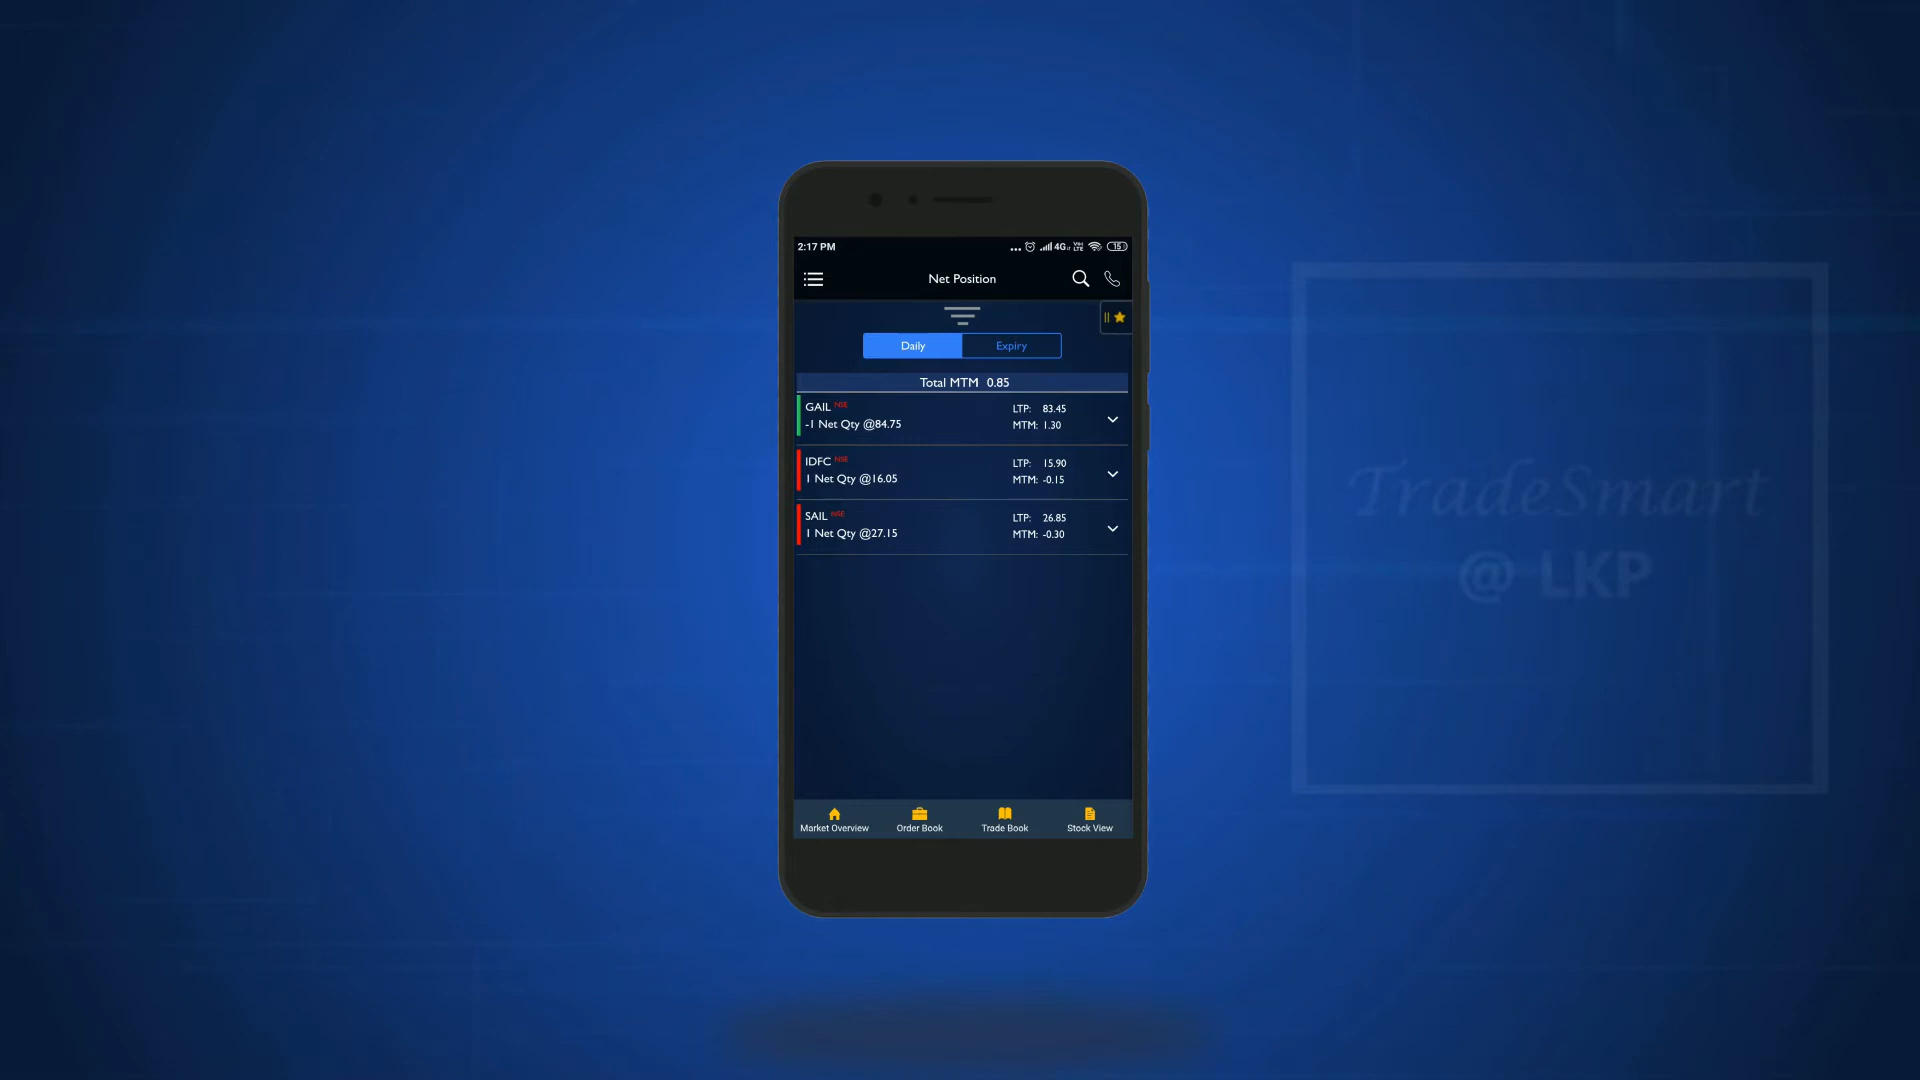 2:17 PM
4G
VoLTE
15
Net Position
Daily
Expiry
Total MTM 0.85
GAIL NSE
LTP: 83.45
-1 Net Qty @84.75
MTM: 1.30
IDFC NSE
LTP: 15.90
1 Net Qty @16.05
MTM: -0.15
SAIL NSE
LTP: 26.85
1 Net Qty @27.15
MTM: -0.30
Market Overview
Order Book
Trade Book
Stock View
TradeSmart
@ LKP